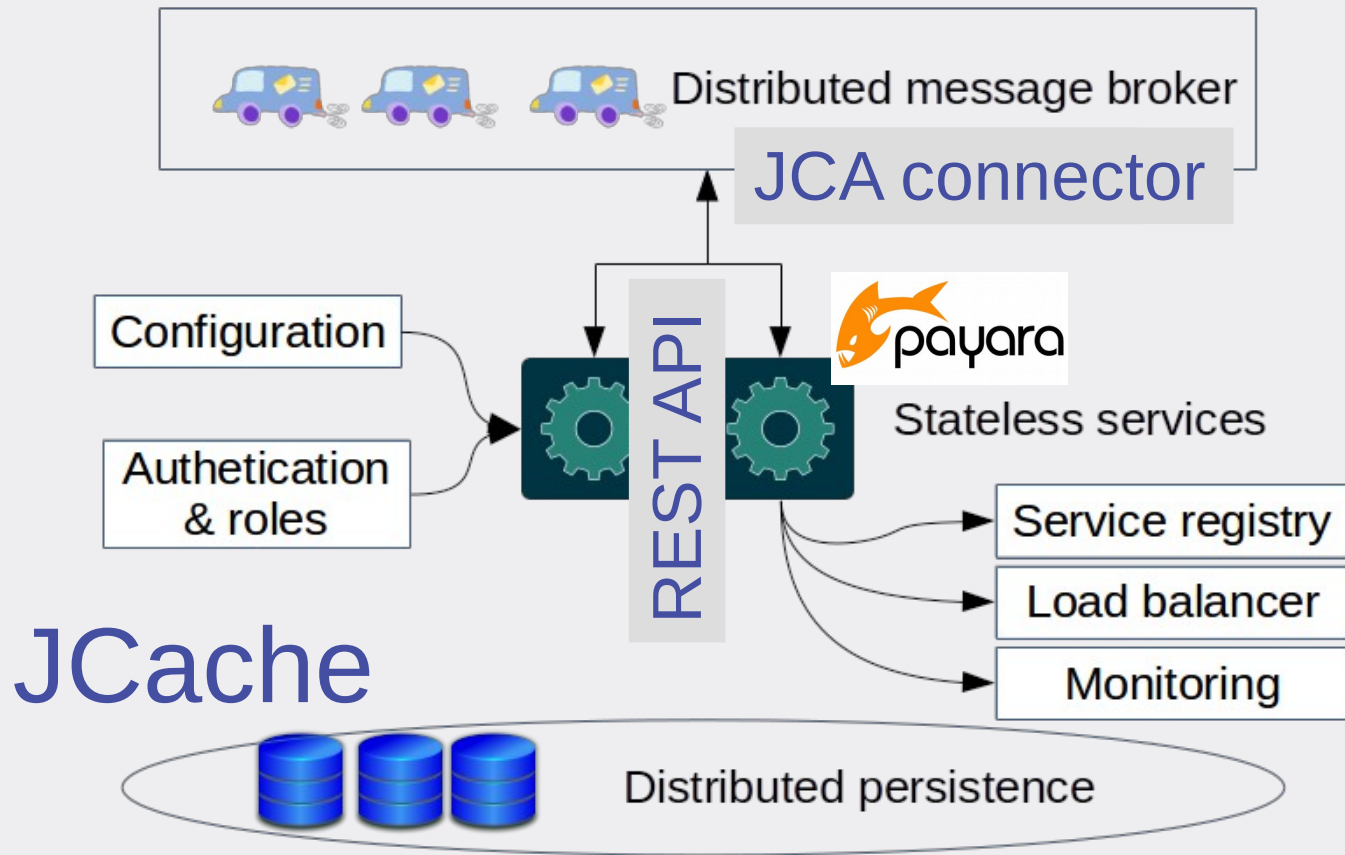 Distributed message broker
JCA connector
payara
Configuration
REST API
Stateless services
Authetication
& roles
Service registry
Load balancer
JCache
Monitoring
Distributed persistence